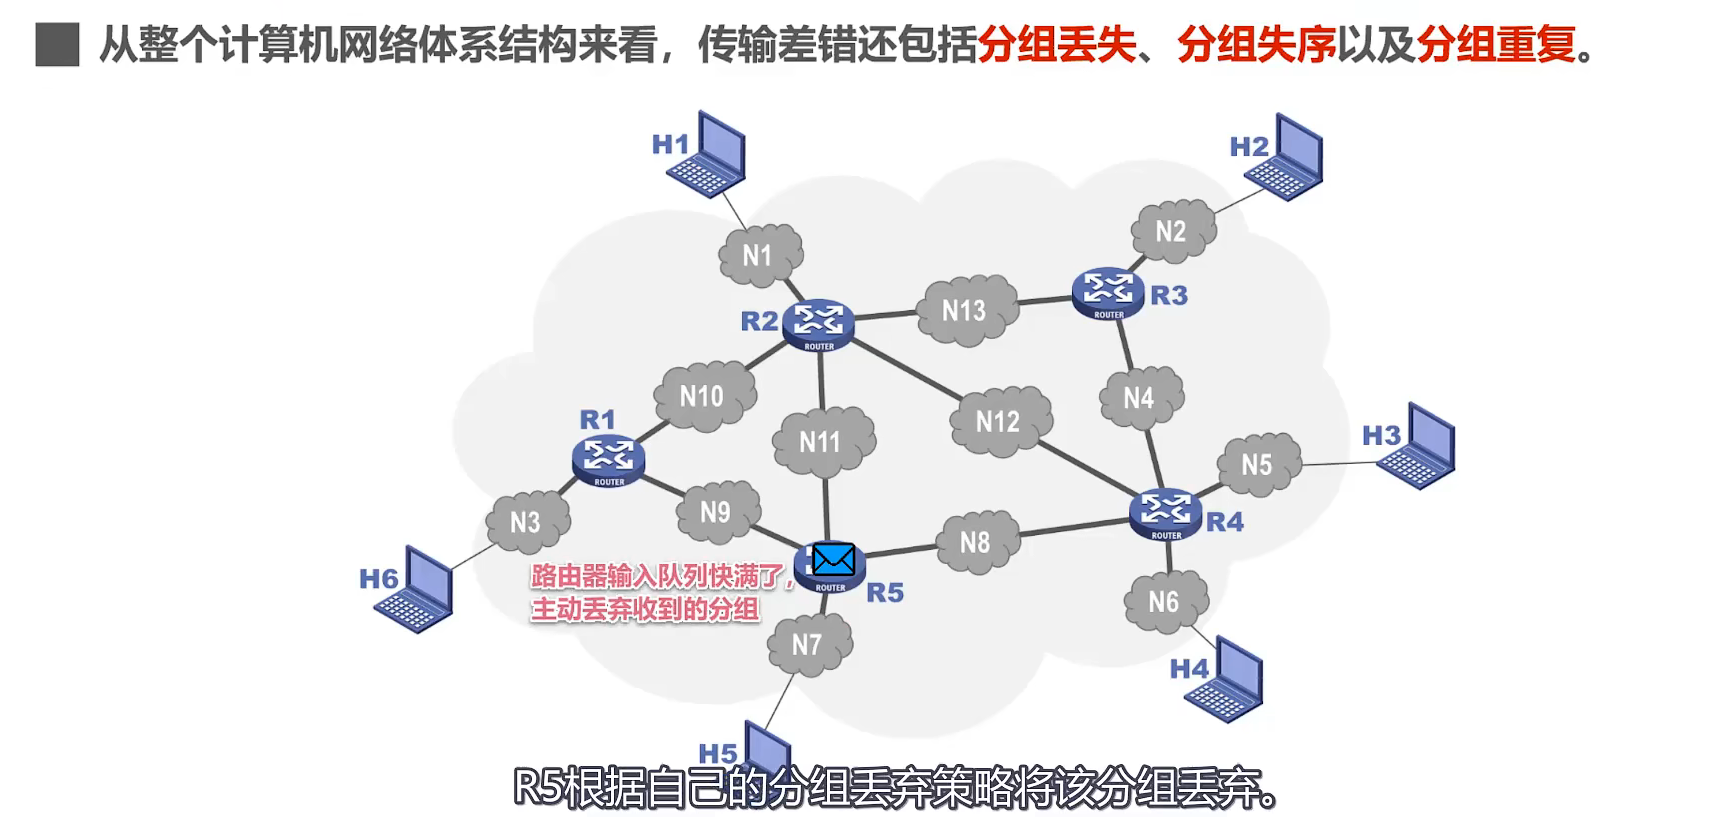 从整个计算机网络体系结构来看，传输差错还包括分组丢失、分组失序以及分组重复。
H1
H2
N1
N2
R2
ROUTER
N13
R3
ROUTER
N10
N12
N4
R1
ROUTER
N11
H3
N5
N3
N9
N8
R4
ROUTER
H6
路由器输入队列快满了，
主动丢弃收到的分组
ROUTER
R5
N6
N7
H4
H5
R5根据自己的分组丢弃策略将该分组丢弃。